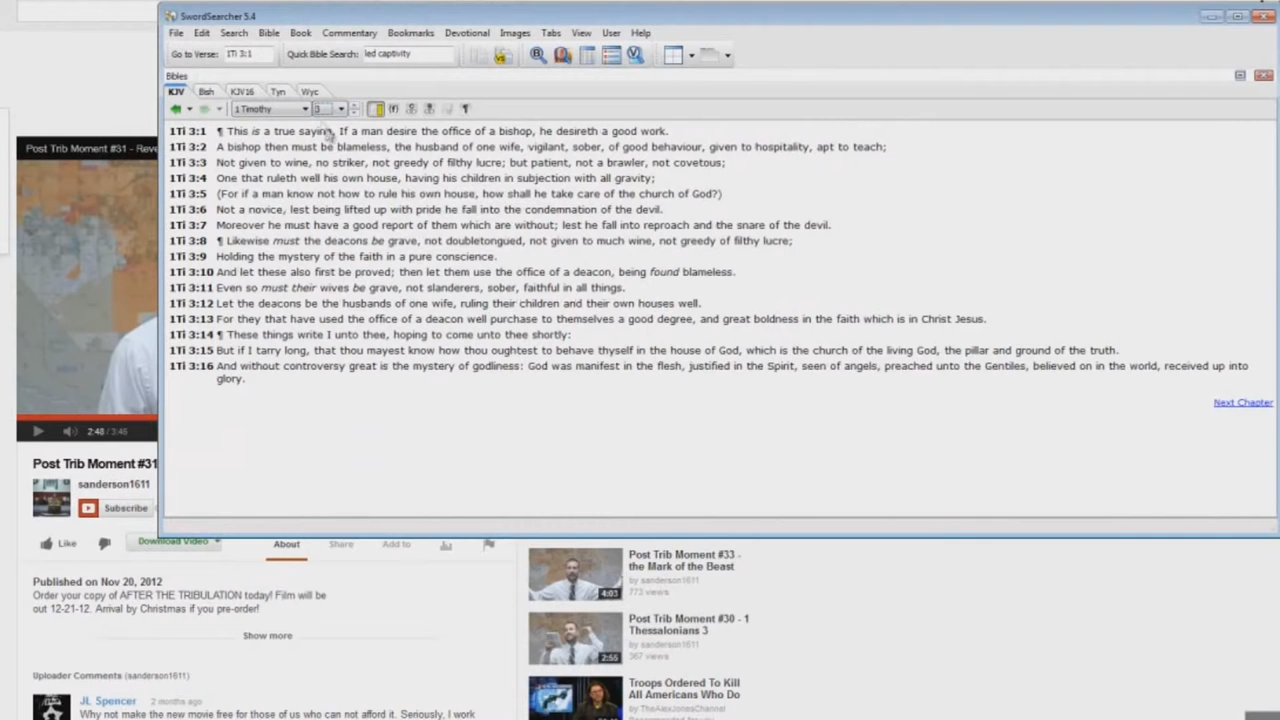 SwordSearcher 5.4
File Edit Search Bible Book Commentary Bookmarks Devotional Images Tabs View User Help
Go to Verse: 1Ti 3:1 Quick Bible Search: led captivity
Bibles
KJV Bish KJV16 Tyn Wyc
1 Timothy 3
1Ti 3:1 ¶ This is a true saying, If a man desire the office of a bishop, he desireth a good work.
1Ti 3:2 A bishop then must be blameless, the husband of one wife, vigilant, sober, of good behaviour, given to hospitality, apt to teach;
1Ti 3:3 Not given to wine, no striker, not greedy of filthy lucre; but patient, not a brawler, not covetous;
1Ti 3:4 One that ruleth well his own house, having his children in subjection with all gravity;
1Ti 3:5 (For if a man know not how to rule his own house, how shall he take care of the church of God?)
1Ti 3:6 Not a novice, lest being lifted up with pride he fall into the condemnation of the devil.
1Ti 3:7 Moreover he must have a good report of them which are without; lest he fall into reproach and the snare of the devil.
1Ti 3:8 ¶ Likewise must the deacons be grave, not doubletongued, not given to much wine, not greedy of filthy lucre;
1Ti 3:9 Holding the mystery of the faith in a pure conscience.
1Ti 3:10 And let these also first be proved; then let them use the office of a deacon, being found blameless.
1Ti 3:11 Even so must their wives be grave, not slanderers, sober, faithful in all things.
1Ti 3:12 Let the deacons be the husbands of one wife, ruling their children and their own houses well.
1Ti 3:13 For they that have used the office of a deacon well purchase to themselves a good degree, and great boldness in the faith which is in Christ Jesus.
1Ti 3:14 ¶ These things write I unto thee, hoping to come unto thee shortly:
1Ti 3:15 But if I tarry long, that thou mayest know how thou oughtest to behave thyself in the house of God, which is the church of the living God, the pillar and ground of the truth.
1Ti 3:16 And without controversy great is the mystery of godliness: God was manifest in the flesh, justified in the Spirit, seen of angels, preached unto the Gentiles, believed on in the world, received up into
glory.
Next Chapter
Post Trib Moment #31 - Reve
2:48 / 3:46
Post Trib Moment #31
sanderson1611
Subscribe
Like
Download Video
About Share Add to
Published on Nov 20, 2012
Order your copy of AFTER THE TRIBULATION today! Film will be
out 12-21-12. Arrival by Christmas if you pre-order!
Show more
Uploader Comments (sanderson1611)
JL Spencer 2 months ago
Why not make the new movie free for those of us who can not afford it. Seriously, I work
Post Trib Moment #33 -
the Mark of the Beast
by sanderson1611
773 views
4:03
Post Trib Moment #30 - 1
Thessalonians 3
by sanderson1611
367 views
2:55
Troops Ordered To Kill
All Americans Who Do
by TheAlexJonesChannel